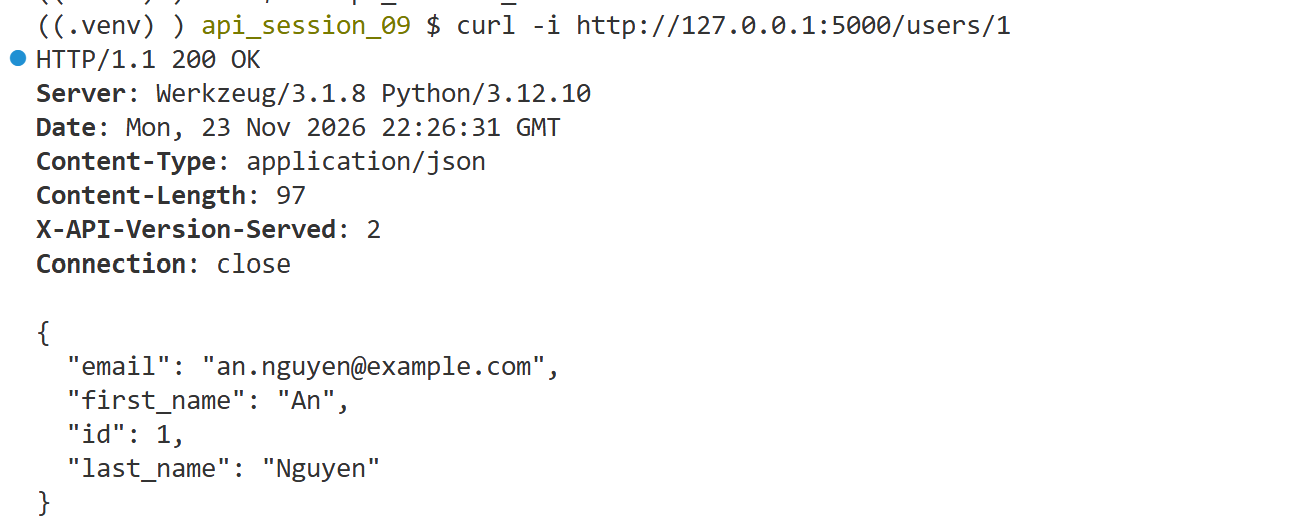 ((.venv) ) api_session_09 $ curl -i http://127.0.0.1:5000/users/1
HTTP/1.1 200 OK
Server: Werkzeug/3.1.8 Python/3.12.10
Date: Mon, 23 Nov 2026 22:26:31 GMT
Content-Type: application/json
Content-Length: 97
X-API-Version-Served: 2
Connection: close

{
  "email": "an.nguyen@example.com",
  "first_name": "An",
  "id": 1,
  "last_name": "Nguyen"
}